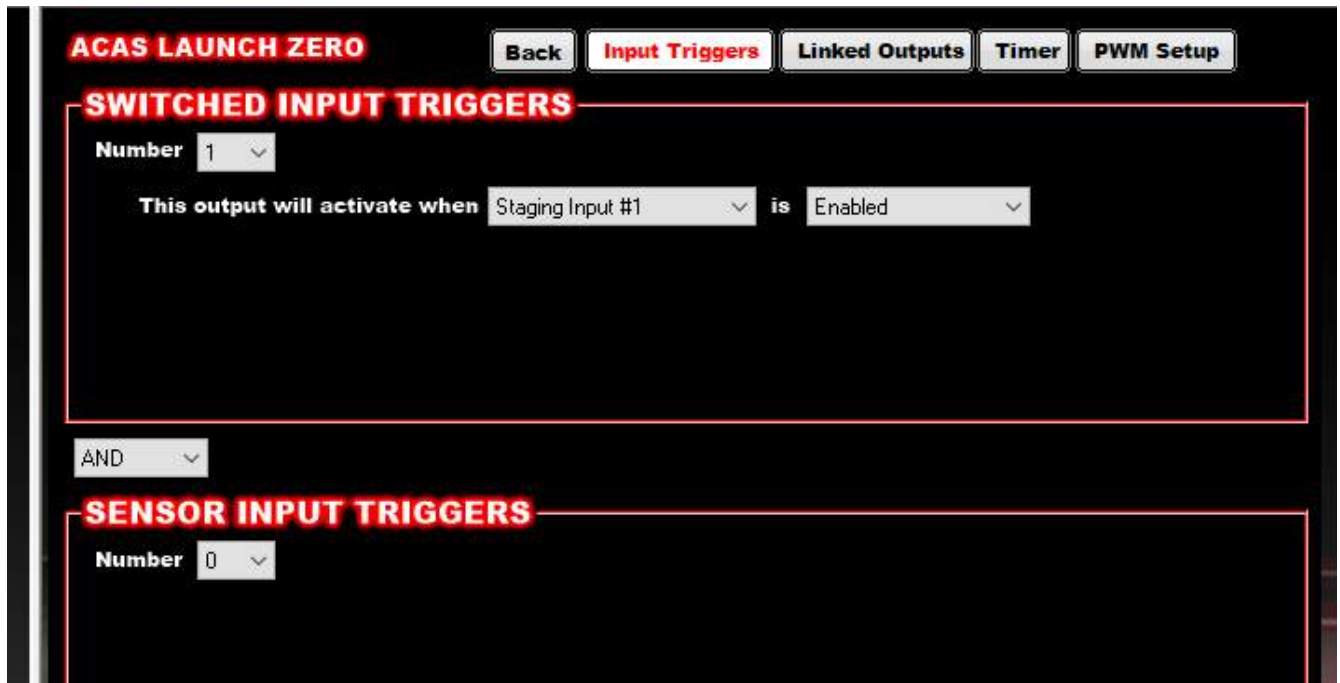 ACAS LAUNCH ZERO Back Input Triggers Linked Outputs Timer PWM Setup
SWITCHED INPUT TRIGGERS
Number 1
This output will activate when Staging Input #1 is Enabled
AND
SENSOR INPUT TRIGGERS
Number 0